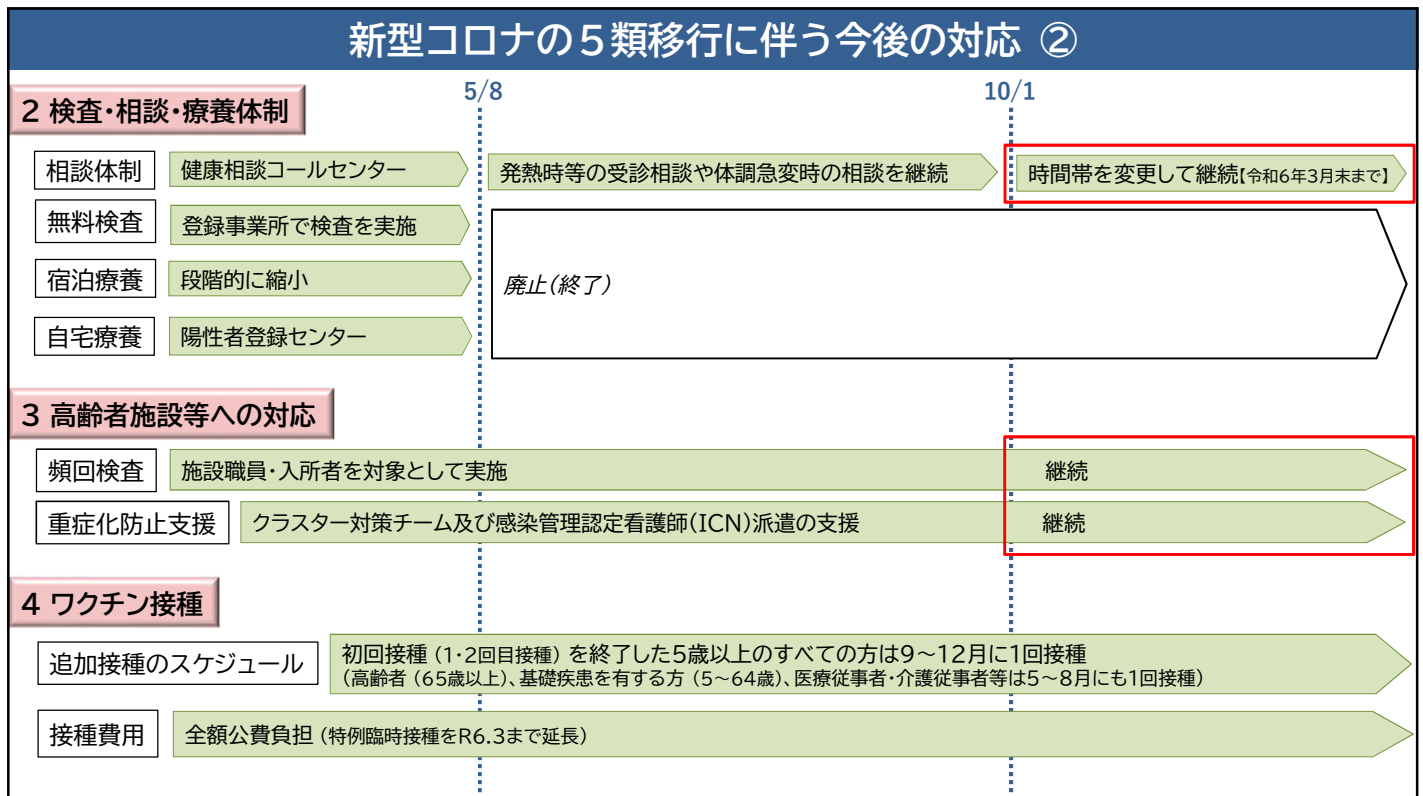 新型コロナの5類移行に伴う今後の対応 ②
5/8
10/1
2 検査・相談・療養体制
相談体制
健康相談コールセンター
発熱時等の受診相談や体調急変時の相談を継続
時間帯を変更して継続【令和6年3月末まで】
無料検査
登録事業所で検査を実施
宿泊療養
段階的に縮小
廃止(終了)
自宅療養
陽性者登録センター
3 高齢者施設等への対応
頻回検査
施設職員・入所者を対象として実施
継続
重症化防止支援
クラスター対策チーム及び感染管理認定看護師(ICN)派遣の支援
継続
4 ワクチン接種
追加接種のスケジュール
初回接種 (1・2回目接種) を終了した5歳以上のすべての方は9～12月に1回接種
(高齢者 (65歳以上)、基礎疾患を有する方 (5～64歳)、医療従事者・介護従事者等は5～8月にも1回接種)
接種費用
全額公費負担 (特例臨時接種をR6.3まで延長)